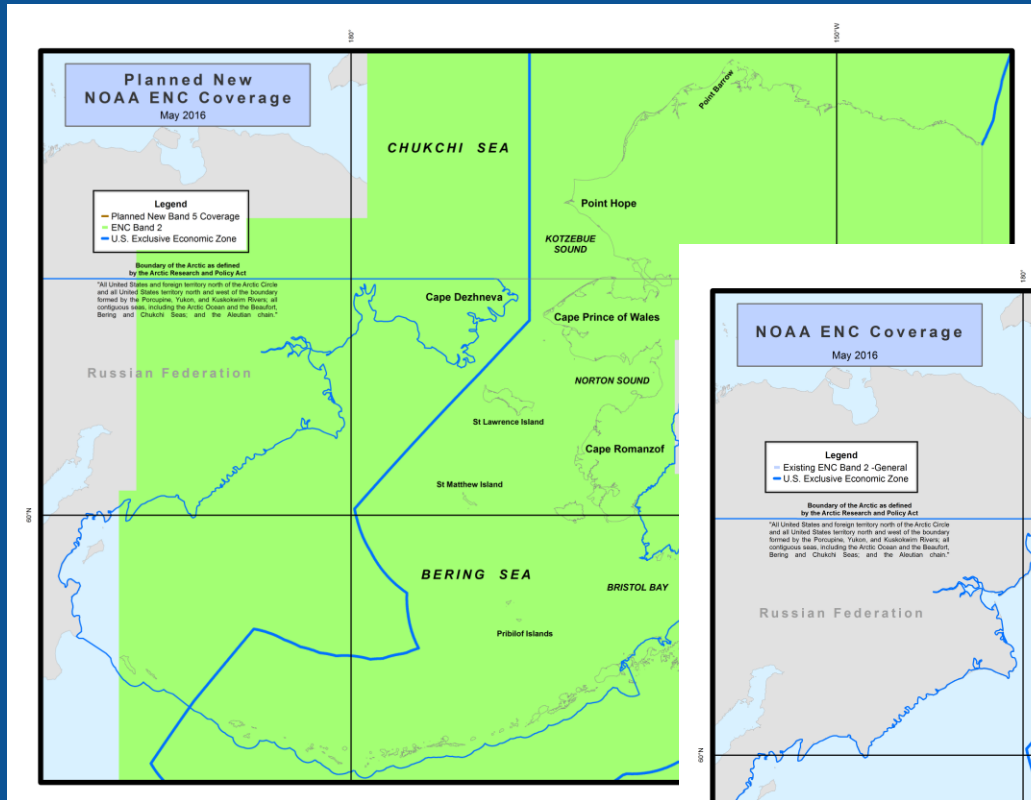 180°
150°W
Planned New
NOAA ENC Coverage
May 2016
Legend
Planned New Band 5 Coverage
ENC Band 2
U.S. Exclusive Economic Zone
Boundary of the Arctic as defined
by the Arctic Research and Policy Act
"All United States and foreign territory north of the Arctic Circle
and all United States territory north and west of the boundary
formed by the Porcupine, Yukon, and Kuskokwim Rivers; all
contiguous seas, including the Arctic Ocean and the Beaufort,
Bering and Chukchi Seas; and the Aleutian chain."
CHUKCHI SEA
Point Barrow
Point Hope
KOTZEBUE
SOUND
Cape Dezhneva
Cape Prince of Wales
Russian Federation
NORTON SOUND
St Lawrence Island
Cape Romanzof
St Matthew Island
60°N
BERING SEA
BRISTOL BAY
Pribilof Islands
180°
NOAA ENC Coverage
May 2016
Legend
Existing ENC Band 2 -General
U.S. Exclusive Economic Zone
Boundary of the Arctic as defined
by the Arctic Research and Policy Act
"All United States and foreign territory north of the Arctic Circle
and all United States territory north and west of the boundary
formed by the Porcupine, Yukon, and Kuskokwim Rivers; all
contiguous seas, including the Arctic Ocean and the Beaufort,
Bering and Chukchi Seas; and the Aleutian chain."
Russian Federation
60°N